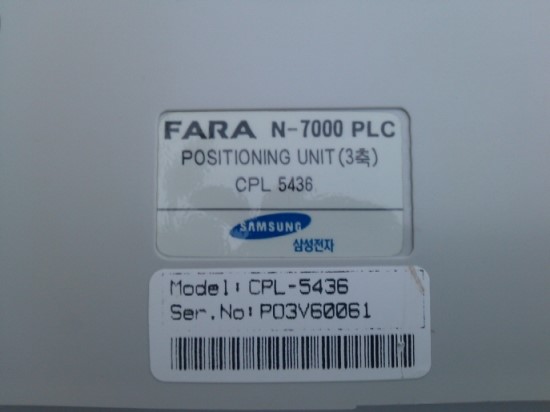 FARA N-7000 PLC
POSITIONING UNIT (3축)
CPL 5436
SAMSUNG
삼성전자
Model: CPL-5436
Ser.No: P03V60061